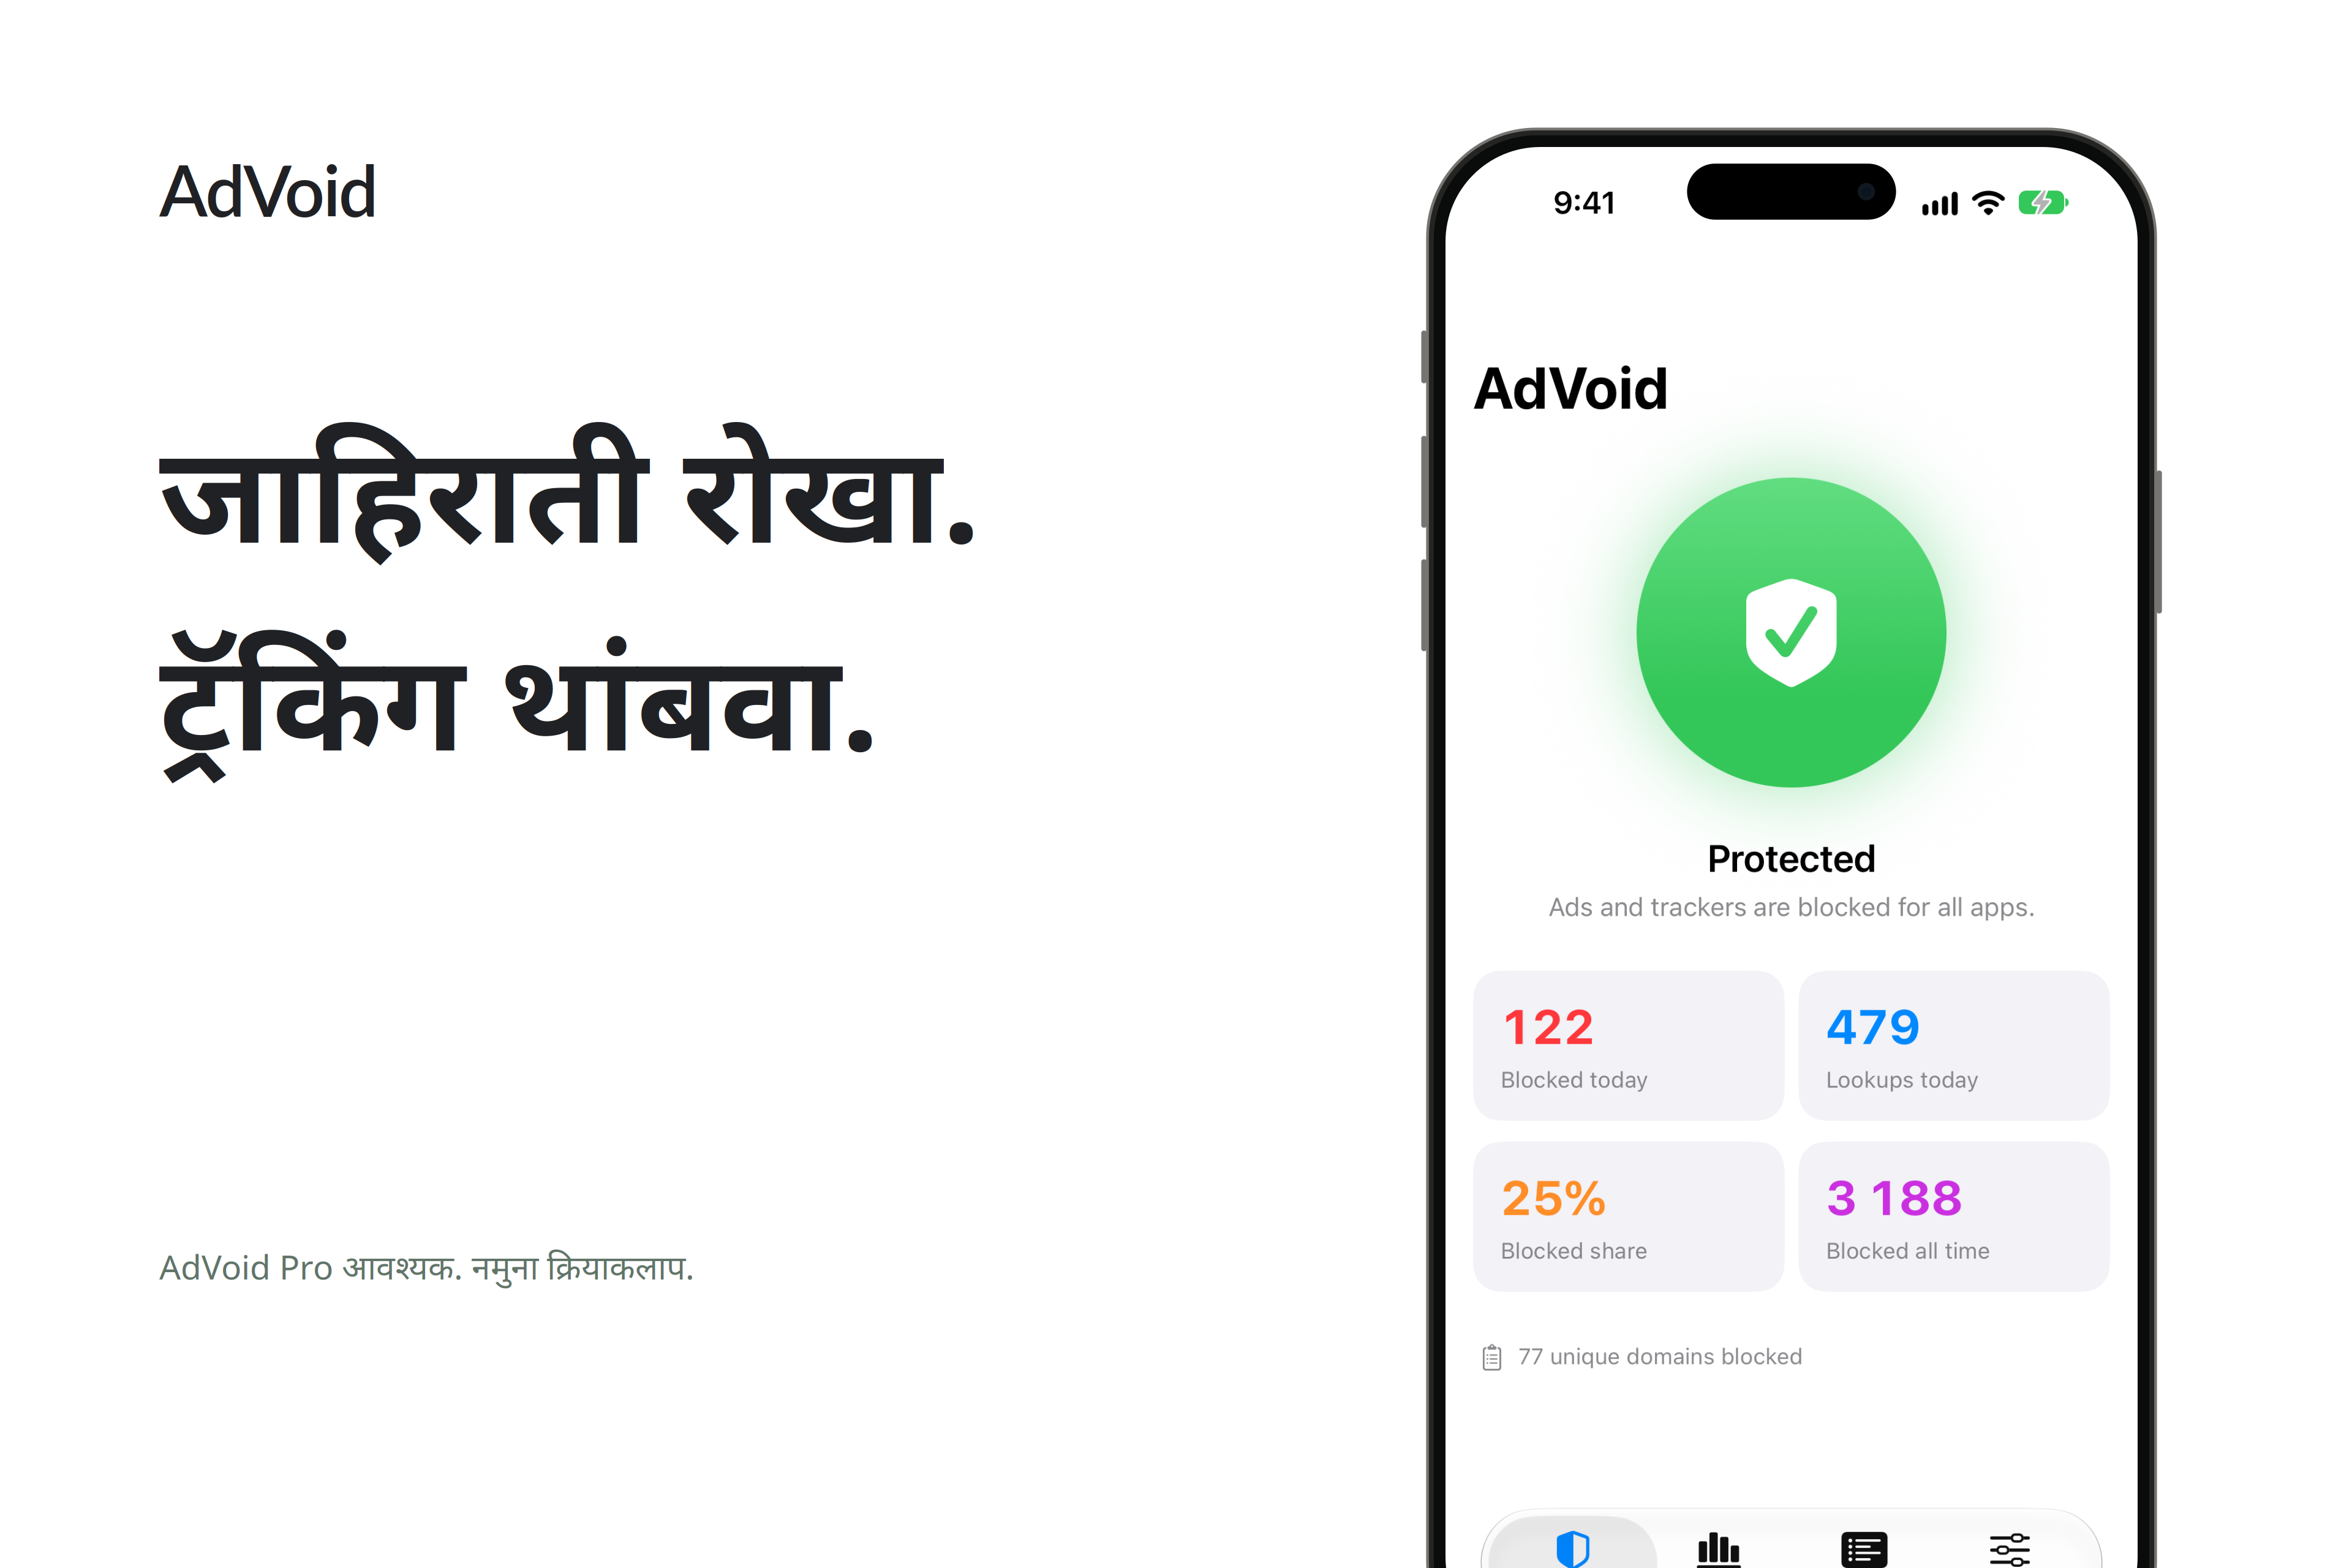 AdVoid
जाहिराती रोखा.
ट्रॅकिंग थांबवा.
AdVoid Pro आवश्यक. नमुना क्रियाकलाप.
9:41
AdVoid
Protected
Ads and trackers are blocked for all apps.
122
Blocked today
479
Lookups today
25%
Blocked share
3 188
Blocked all time
77 unique domains blocked